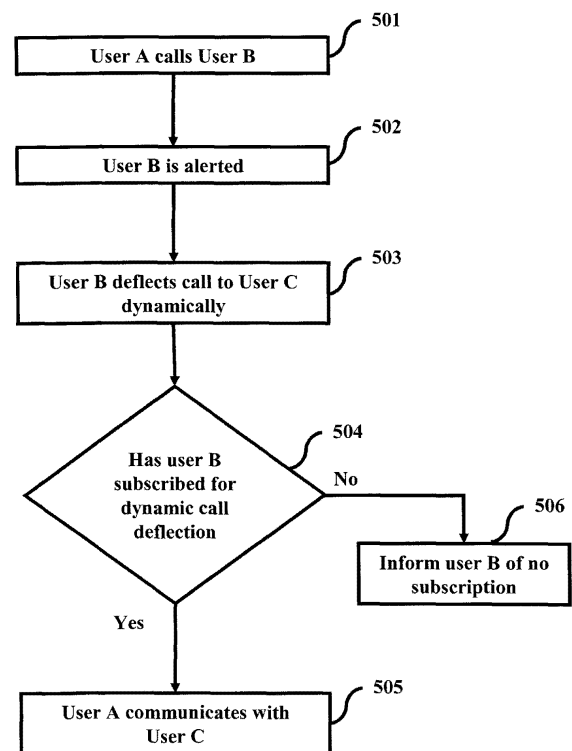 501
User A calls User B
502
User B is alerted
503
User B deflects call to User C
dynamically
504
Has user B
subscribed for
dynamic call
deflection
No
506
Inform user B of no
subscription
Yes
505
User A communicates with
User C